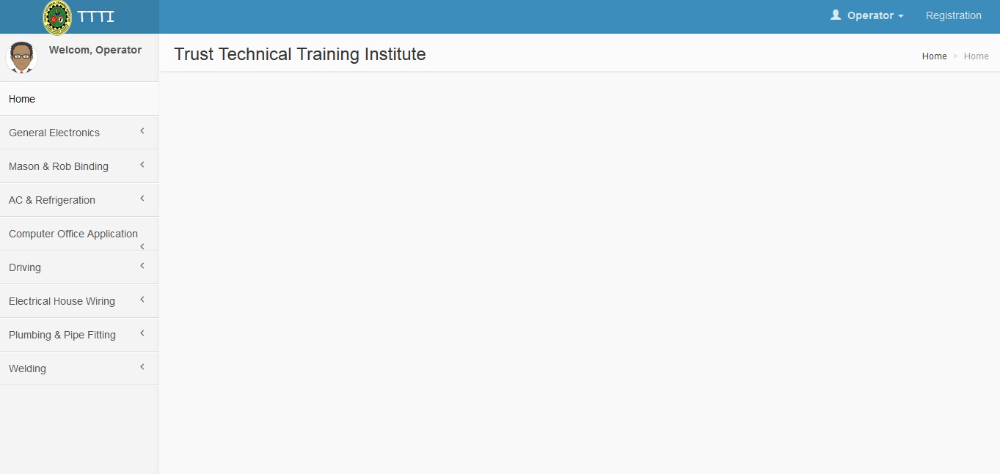 TTTI
Operator
Registration
Welcom, Operator
Trust Technical Training Institute
Home > Home
Home
General Electronics
Mason & Rob Binding
AC & Refrigeration
Computer Office Application
Driving
Electrical House Wiring
Plumbing & Pipe Fitting
Welding